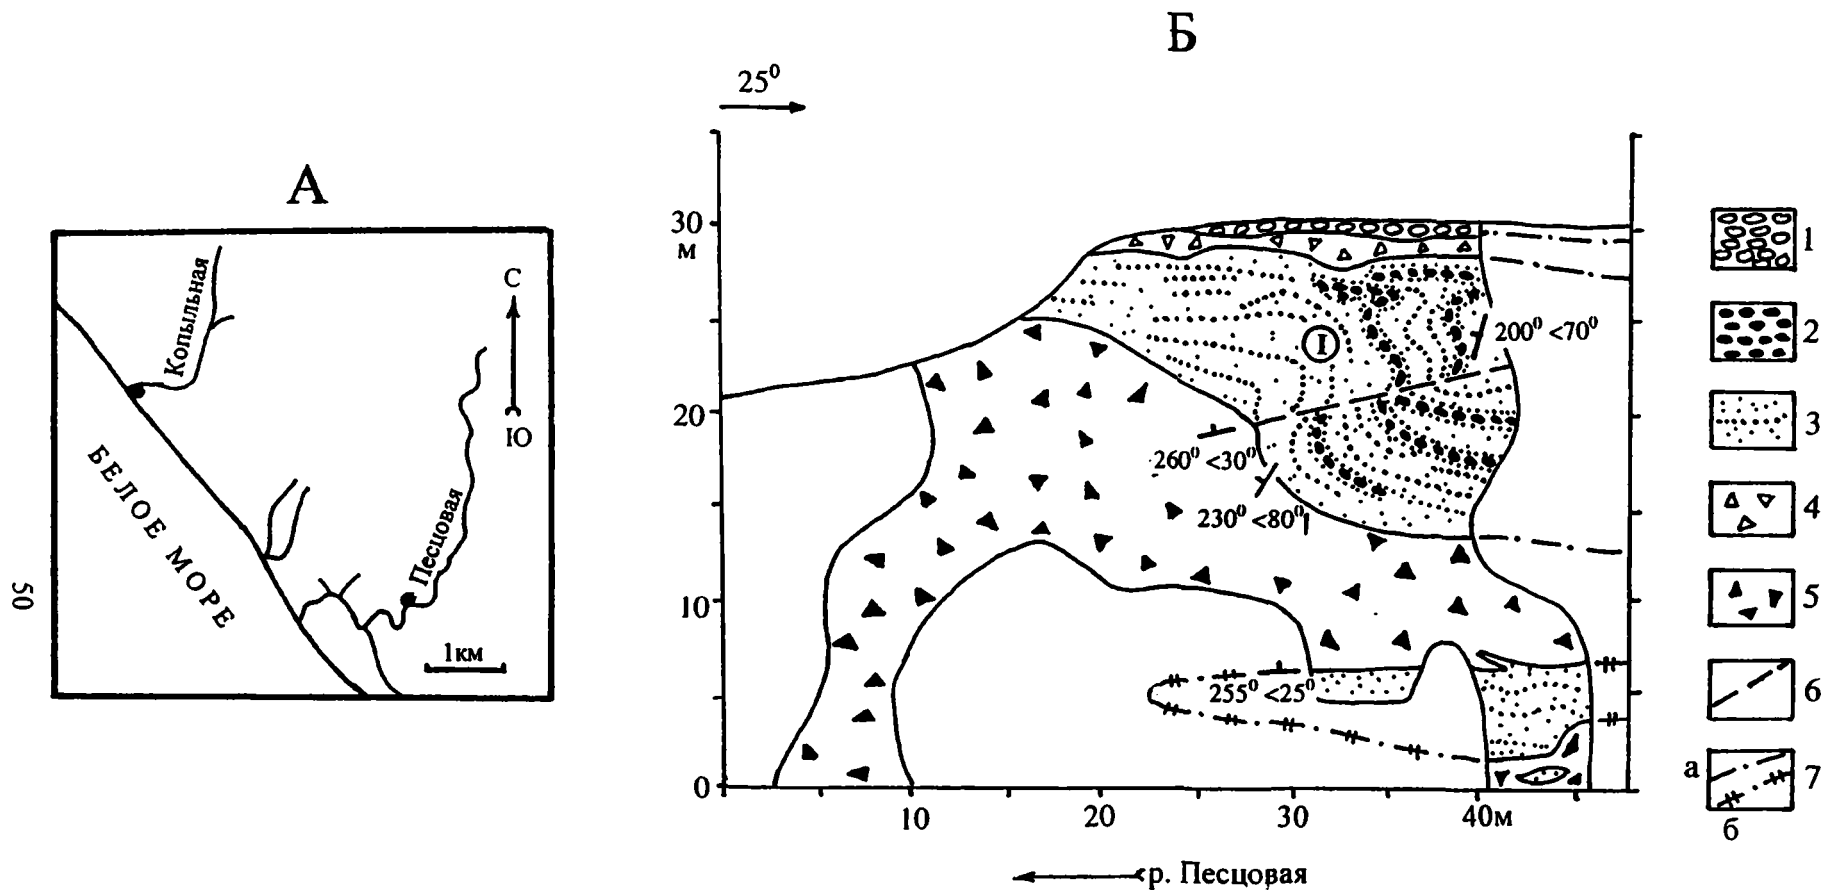 А
Копыльная
С
Ю
БЕЛОЕ МОРЕ
Песцовая
1км
50
Б
25⁰
30
м
20
10
0
10
20
30
40м
I
200⁰ <70⁰
260⁰ <30⁰
230⁰ <80⁰
255⁰ <25⁰
р. Песцовая
1
2
3
4
5
6
а
7
б